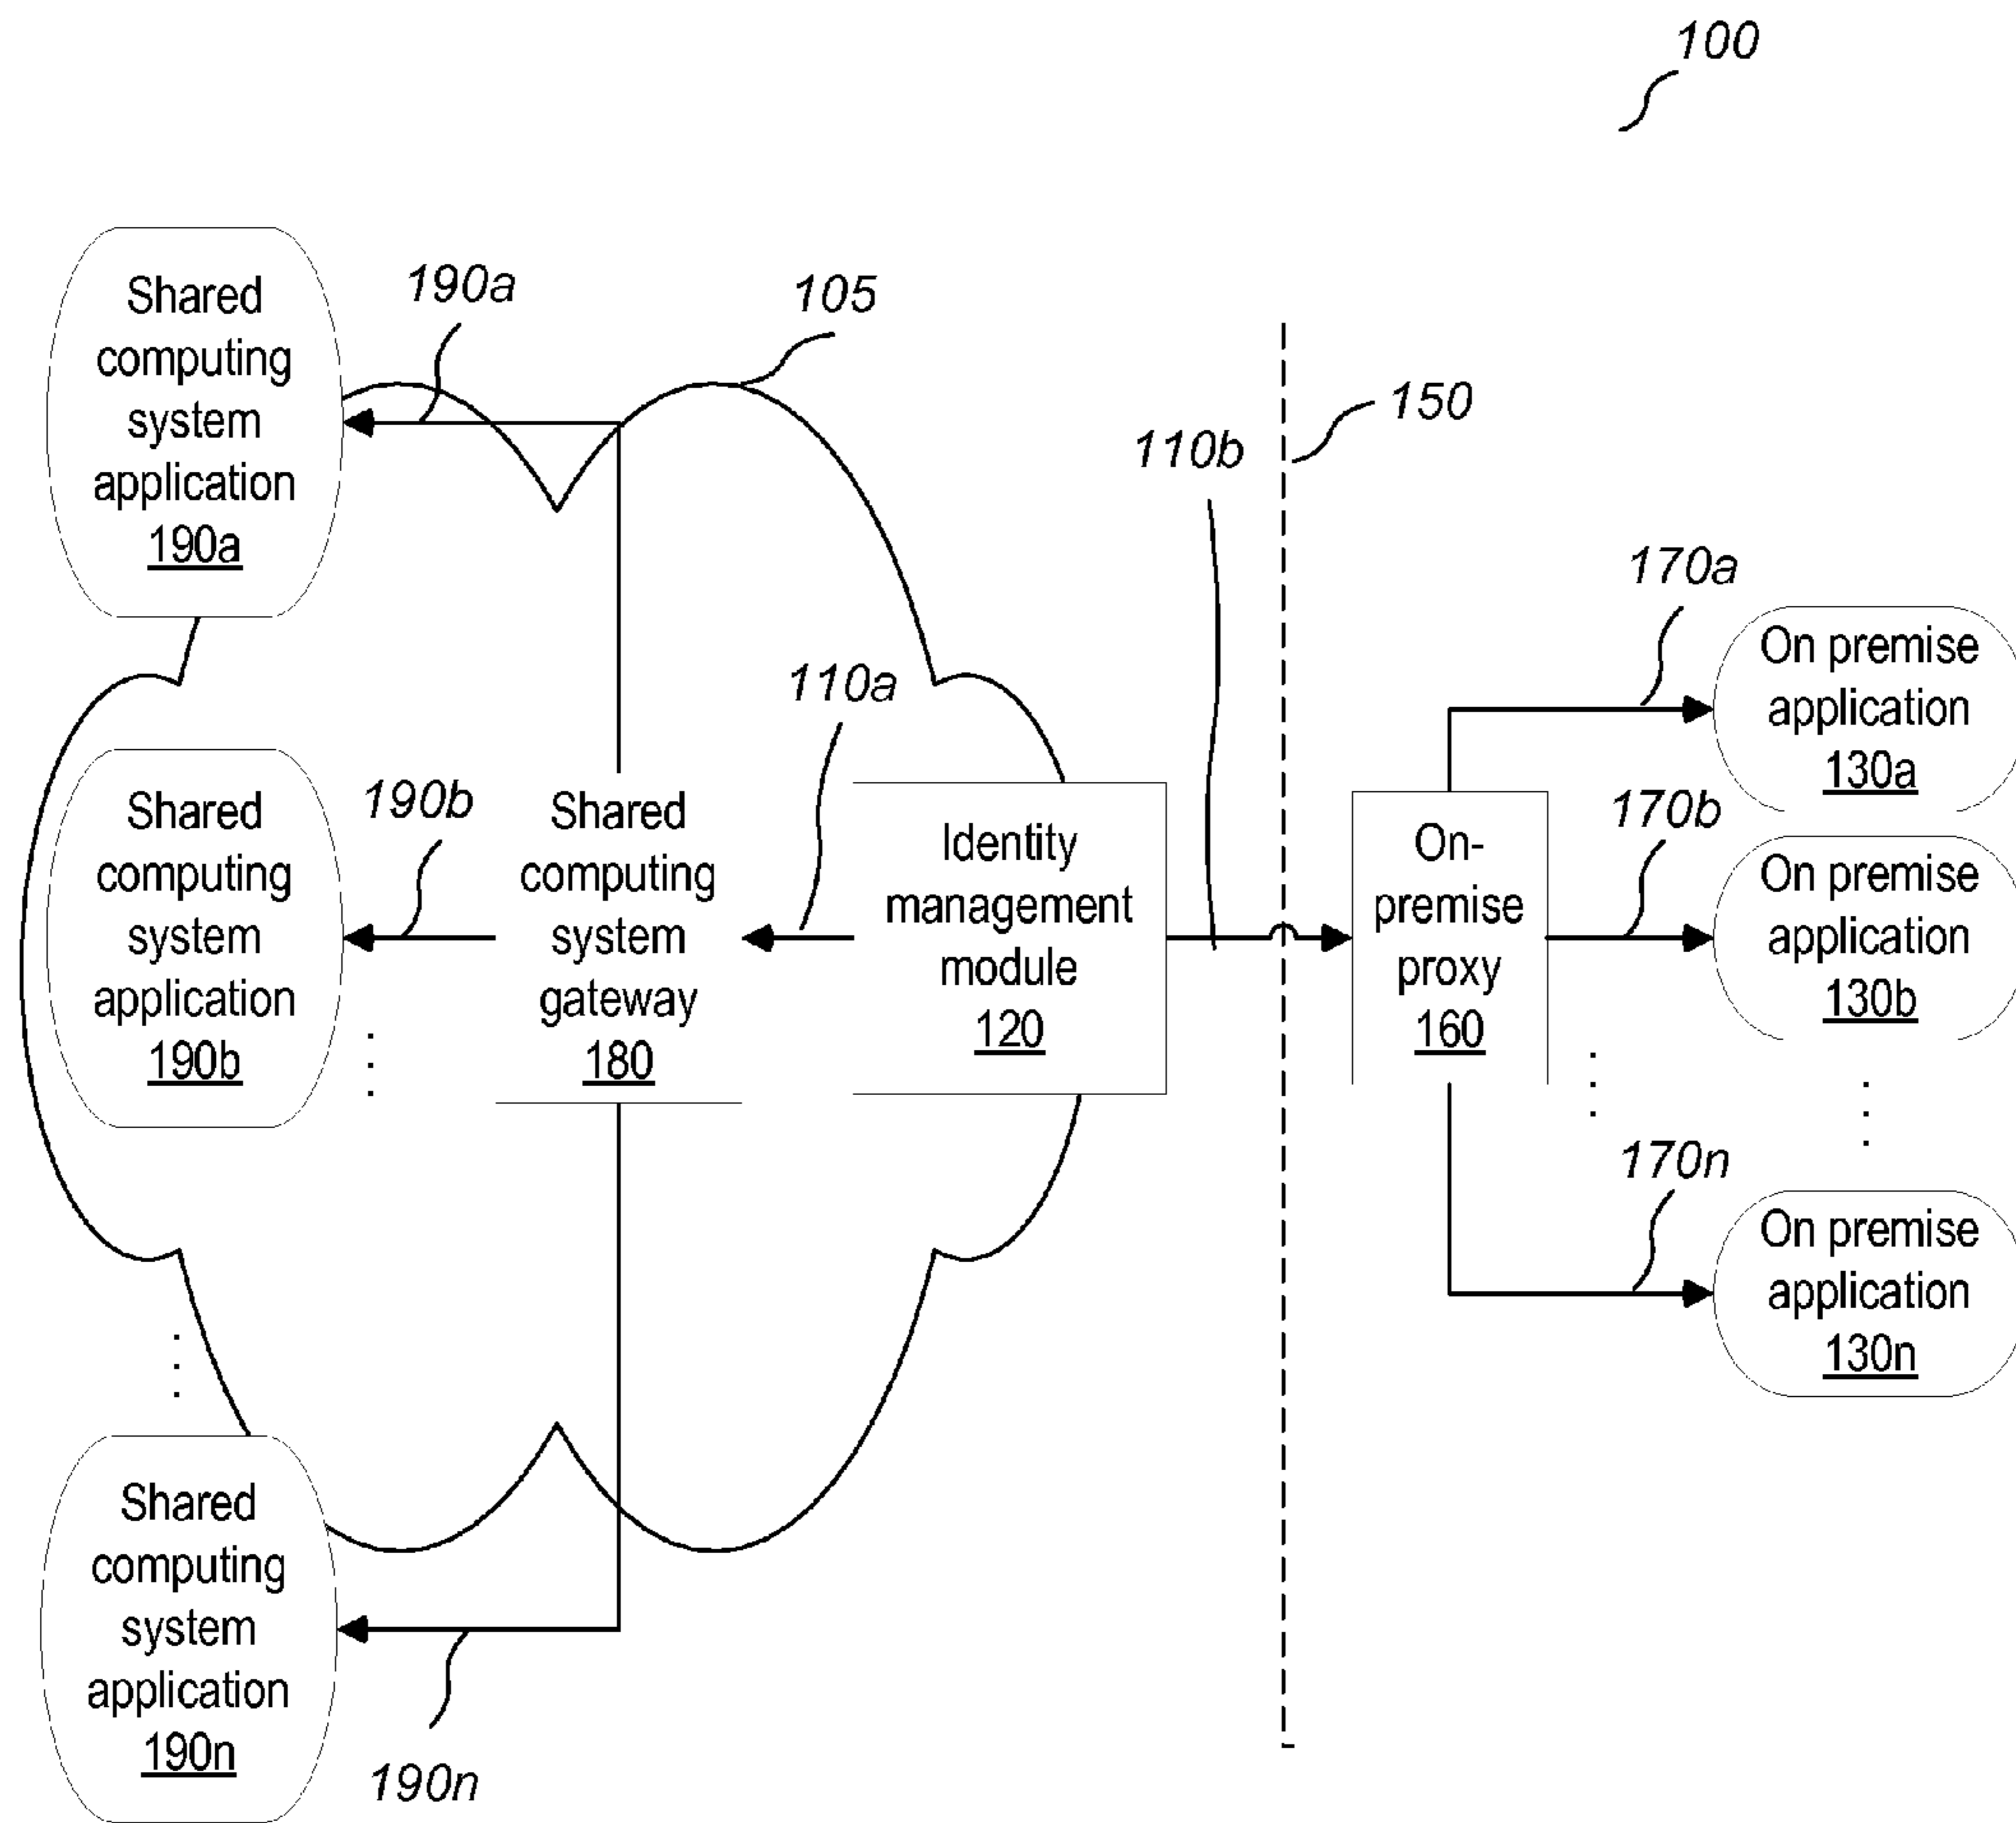 100
190a
105
150
110b
Shared
computing
system
application
190a
170a
On premise
application
130a
110a
190b
170b
Shared
computing
system
application
190b
Shared
computing
system
gateway
180
Identity
management
module
120
On-
premise
proxy
160
On premise
application
130b
170n
On premise
application
130n
Shared
computing
system
application
190n
190n